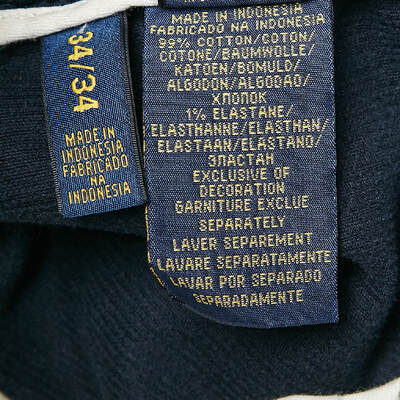 34/34
MADE IN
INDONESIA
FABRICADO
NA
INDONESIA
MADE IN INDONESIA
FABRICADO NA INDONESIA
99% COTTON/COTON/
COTONE/BAUMWOLLE/
KATOEN/BOMULD/
ALGODON/ALGODAO/
ХЛОПОК
1% ELASTANE/
ELASTHANNE/ELASTHAN/
ELASTAAN/ELASTANO/
ЭЛАСТАН
EXCLUSIVE OF
DECORATION
GARNITURE EXCLUE
SEPARATELY
LAVER SEPAREMENT
LAVARE SEPARATAMENTE
LAVAR POR SEPARADO
SEPARADAMENTE